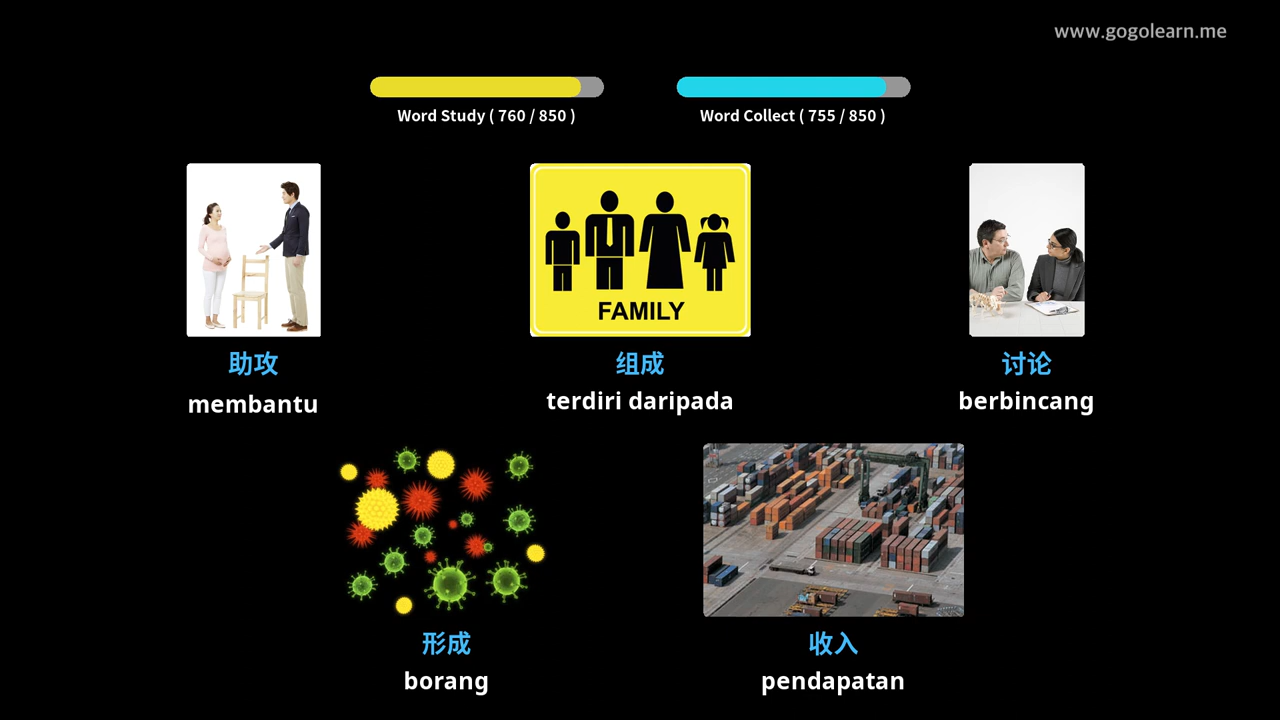 www.gogolearn.me
Word Study ( 760 / 850 )
Word Collect ( 755 / 850 )
FAMILY
助攻
组成
讨论
membantu
terdiri daripada
berbincang
形成
收入
borang
pendapatan